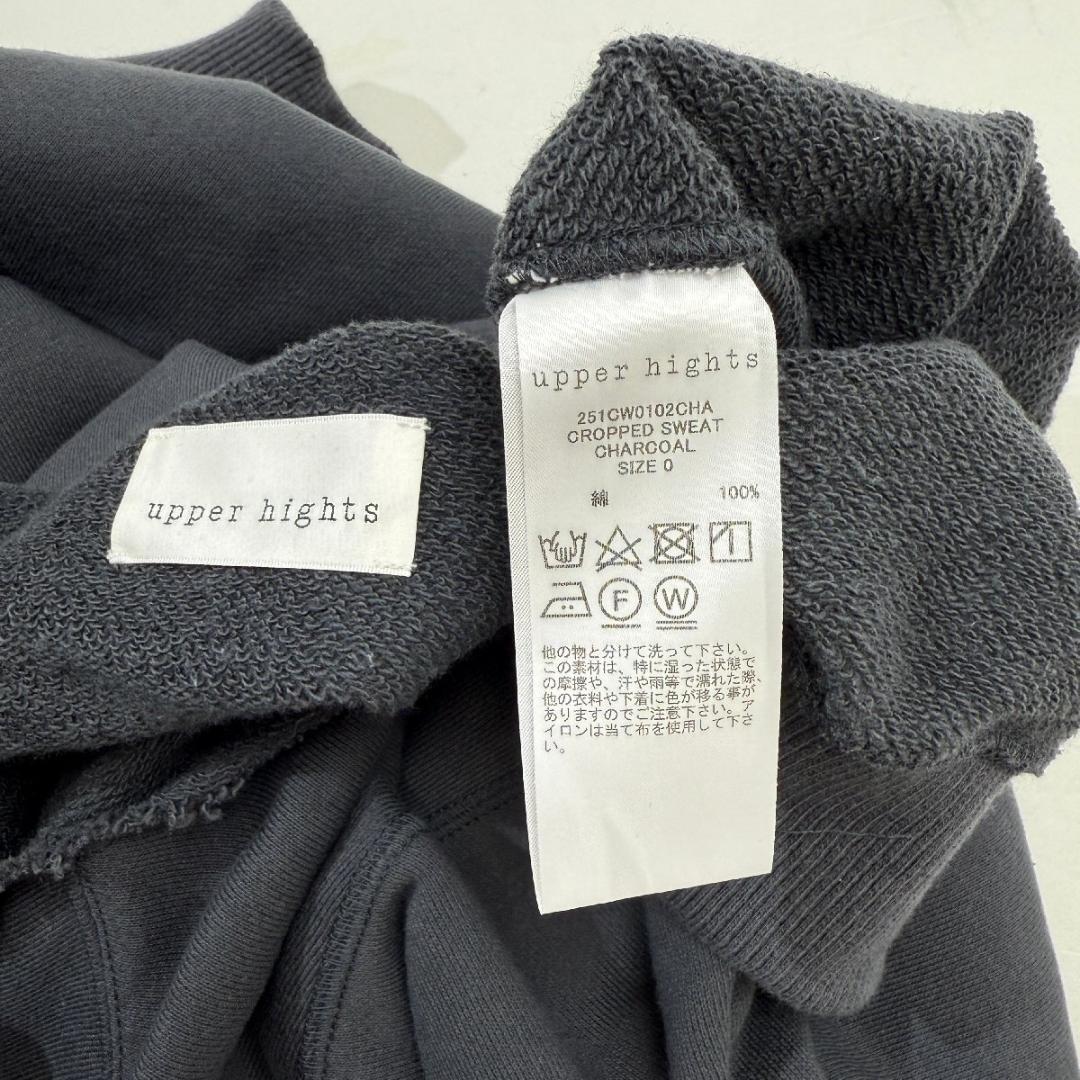 upper hights
upper hights
251CW0102CHA
CROPPED SWEAT
CHARCOAL
SIZE 0
綿 100%
F W
他の物と分けて洗って下さい。
この素材は、特に湿った状態で
の摩擦や、汗や雨等で濡れた際、
他の衣料や下着に色が移る事が
ありますのでご注意下さい。ア
イロンは当て布を使用して下さ
い。